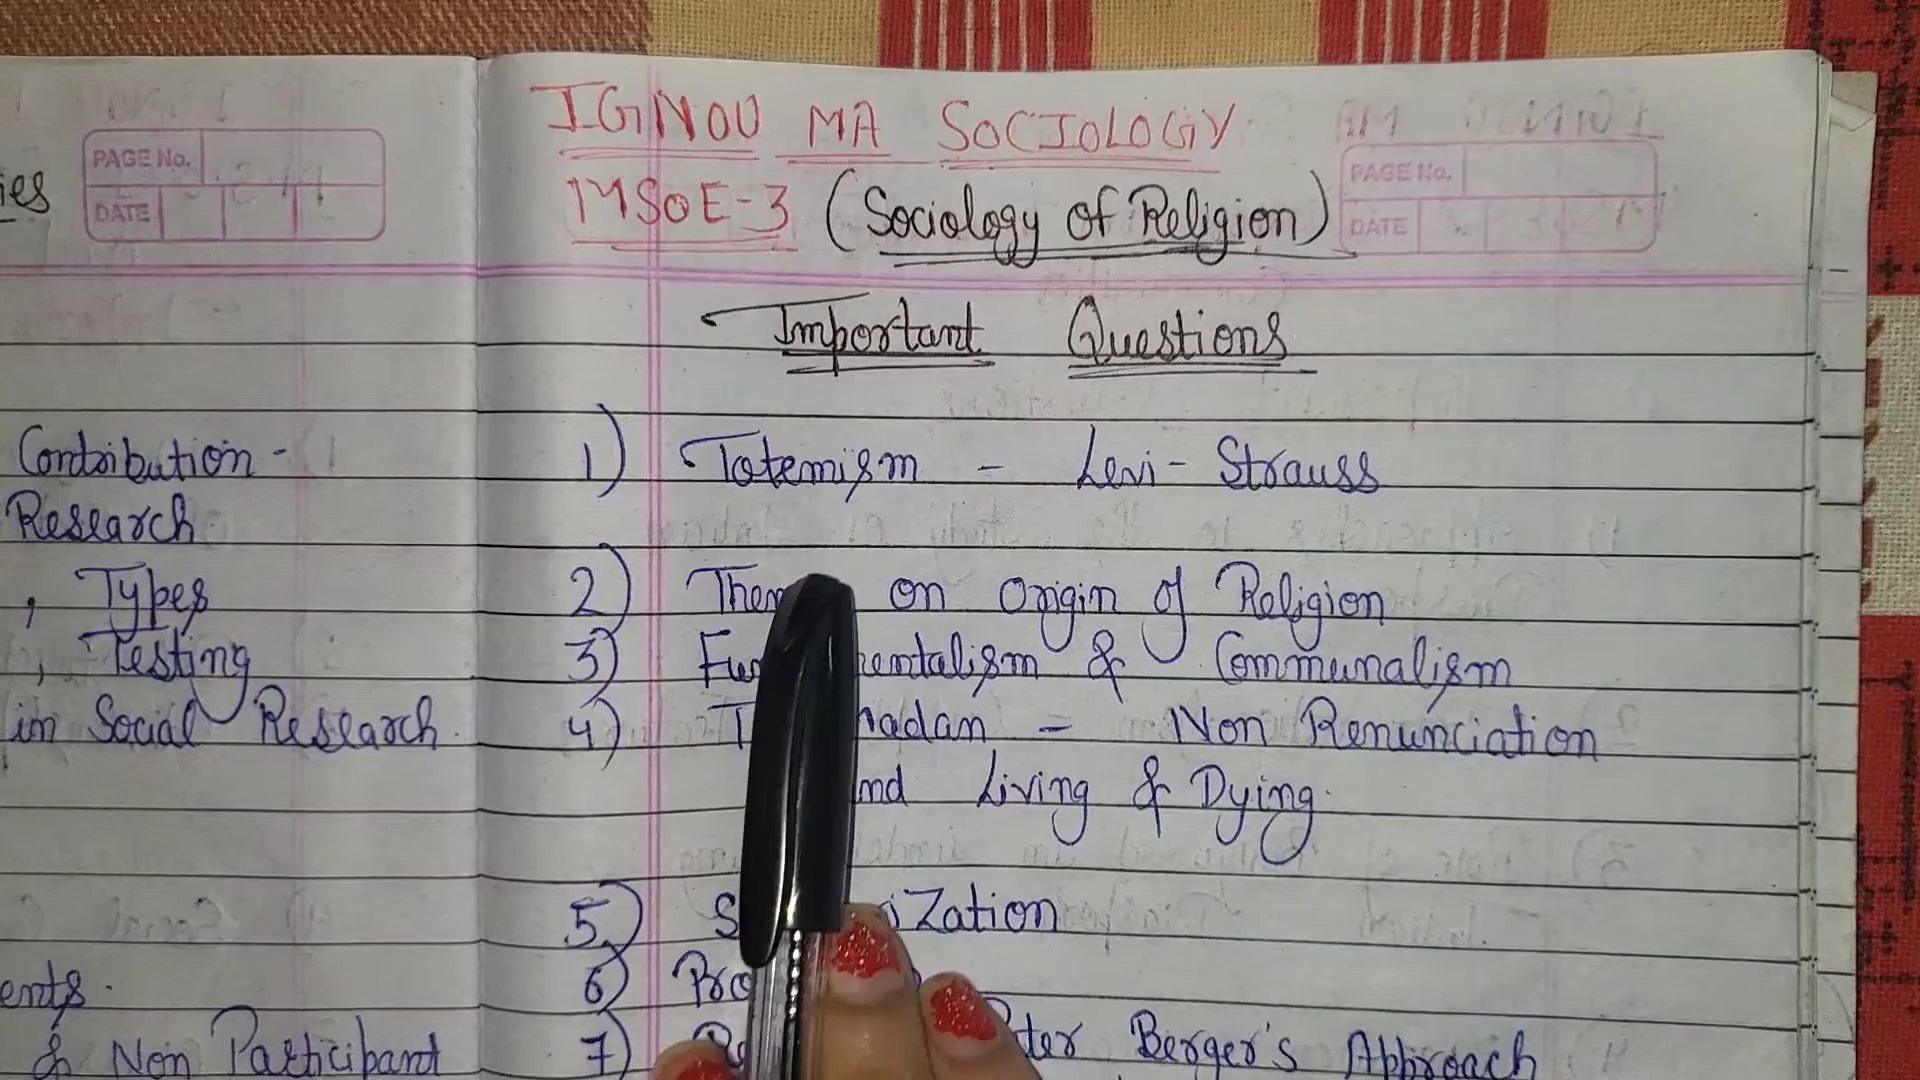 ies
PAGE No.
DATE
Contribution -
Research
, Types
, Testing
in Social Research
ents.
& Non Participant
IGNOU MA SOCIOLOGY
MSOE-3 (Sociology of Religion)
PAGE No.
DATE
Important Questions
1) Totemism - Levi-Strauss
2) on Origin of Religion
3) & Communalism
4) - Non Renunciation
Living & Dying.
5)
6)
7) Berger's Approach